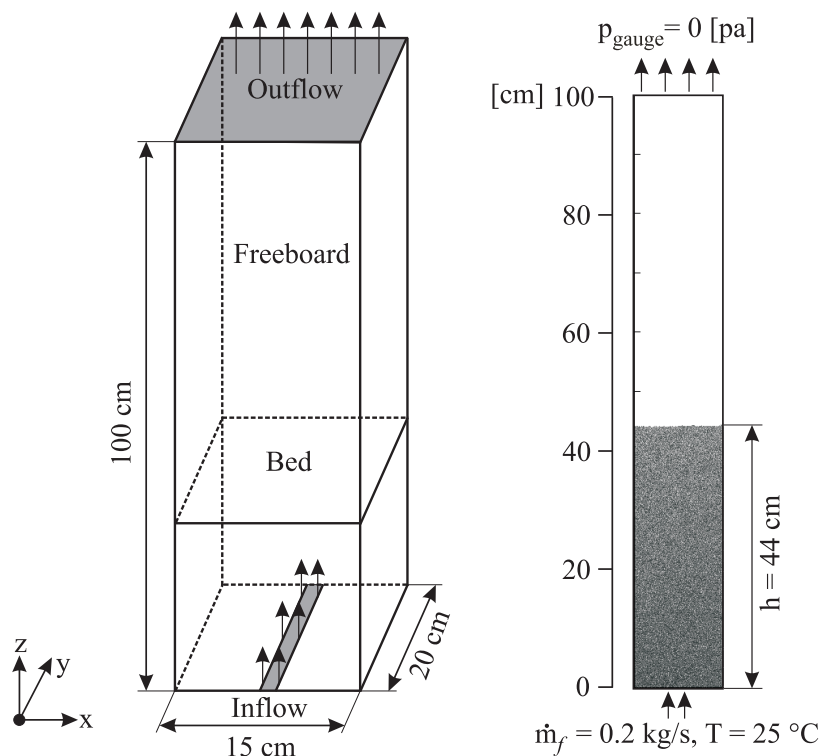 Outflow
Freeboard
100 cm
Bed
20 cm
Inflow
15 cm
z
y
x
p_gauge = 0 [pa]
[cm] 100
80
60
40
20
0
h = 44 cm
ṁ_f = 0.2 kg/s, T = 25 °C